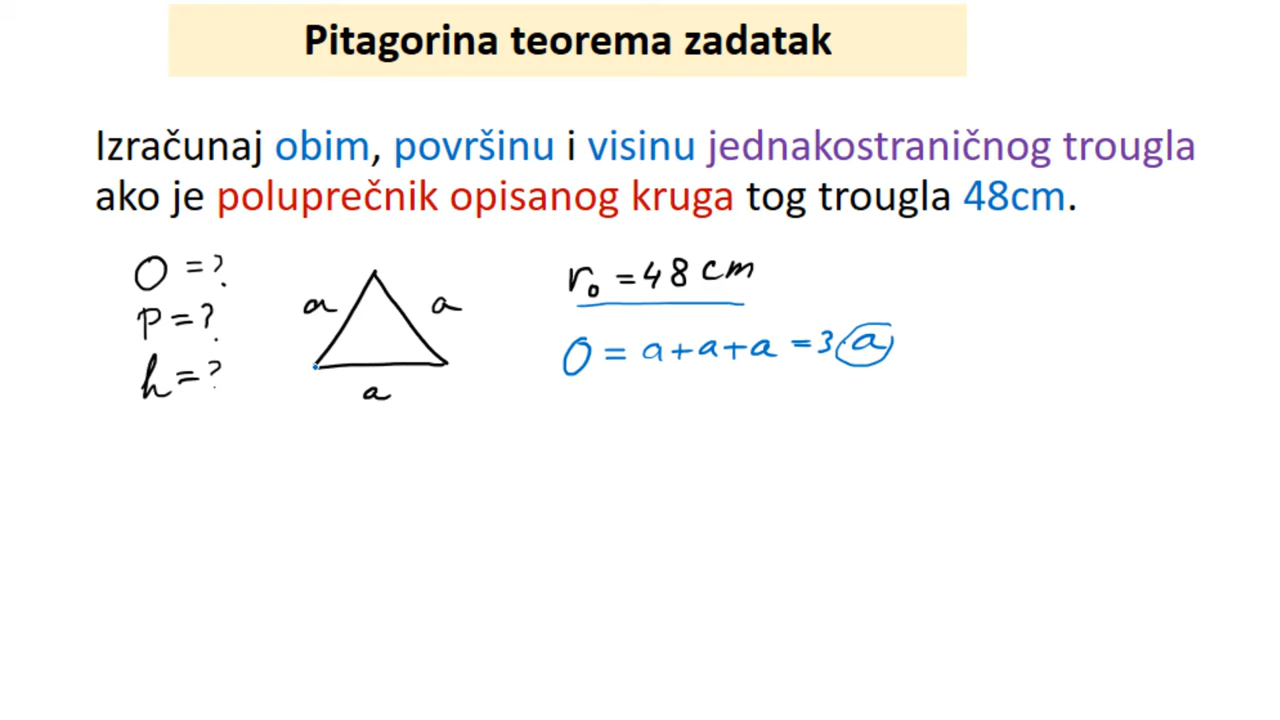 Pitagorina teorema zadatak
Izračunaj obim, površinu i visinu jednakostraničnog trougla
ako je poluprečnik opisanog kruga tog trougla 48cm.
O = ?
P = ?
h = ?
a
a
a
r₀ = 48 cm
O = a + a + a = 3 · a